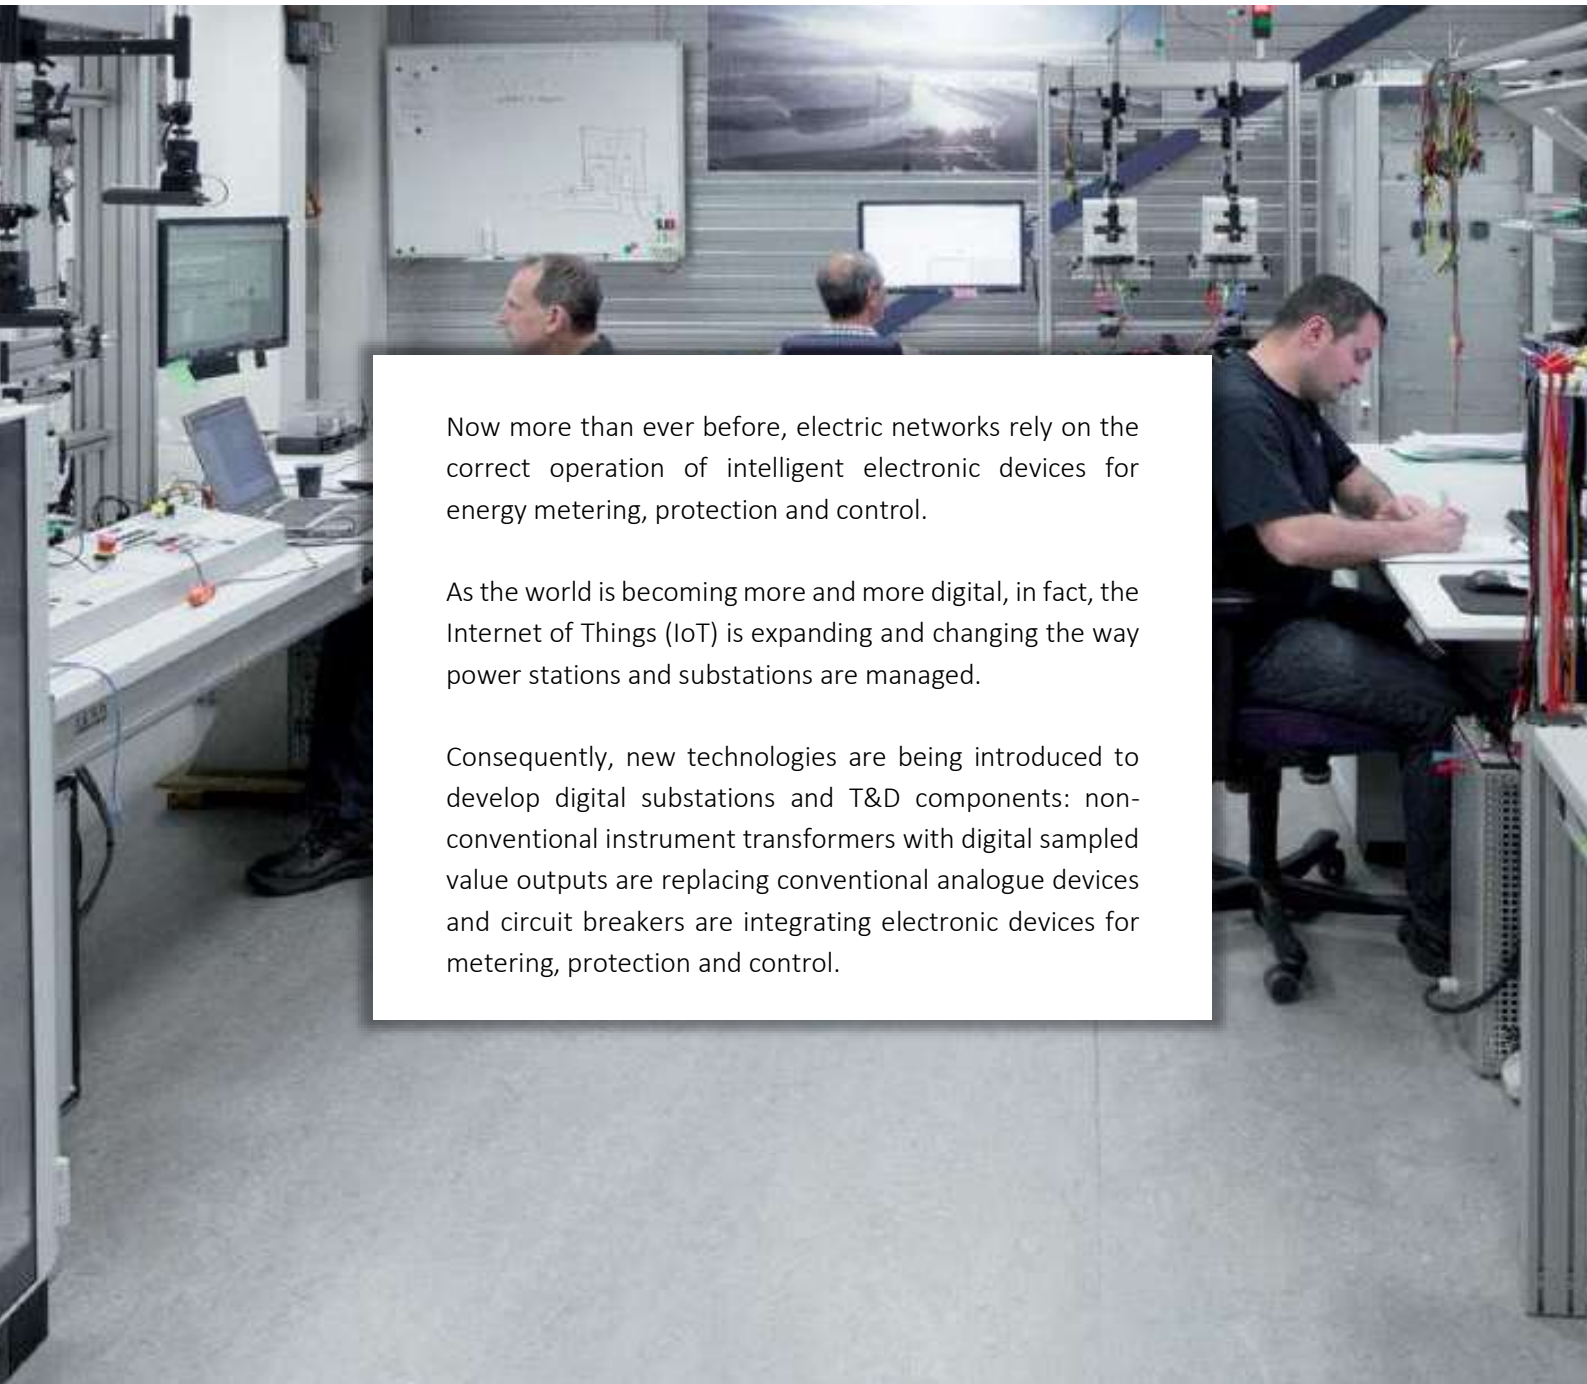 Now more than ever before, electric networks rely on the
correct operation of intelligent electronic devices for
energy metering, protection and control.
As the world is becoming more and more digital, in fact, the
Internet of Things (IoT) is expanding and changing the way
power stations and substations are managed.
Consequently, new technologies are being introduced to
develop digital substations and T&D components: non-
conventional instrument transformers with digital sampled
value outputs are replacing conventional analogue devices
and circuit breakers are integrating electronic devices for
metering, protection and control.